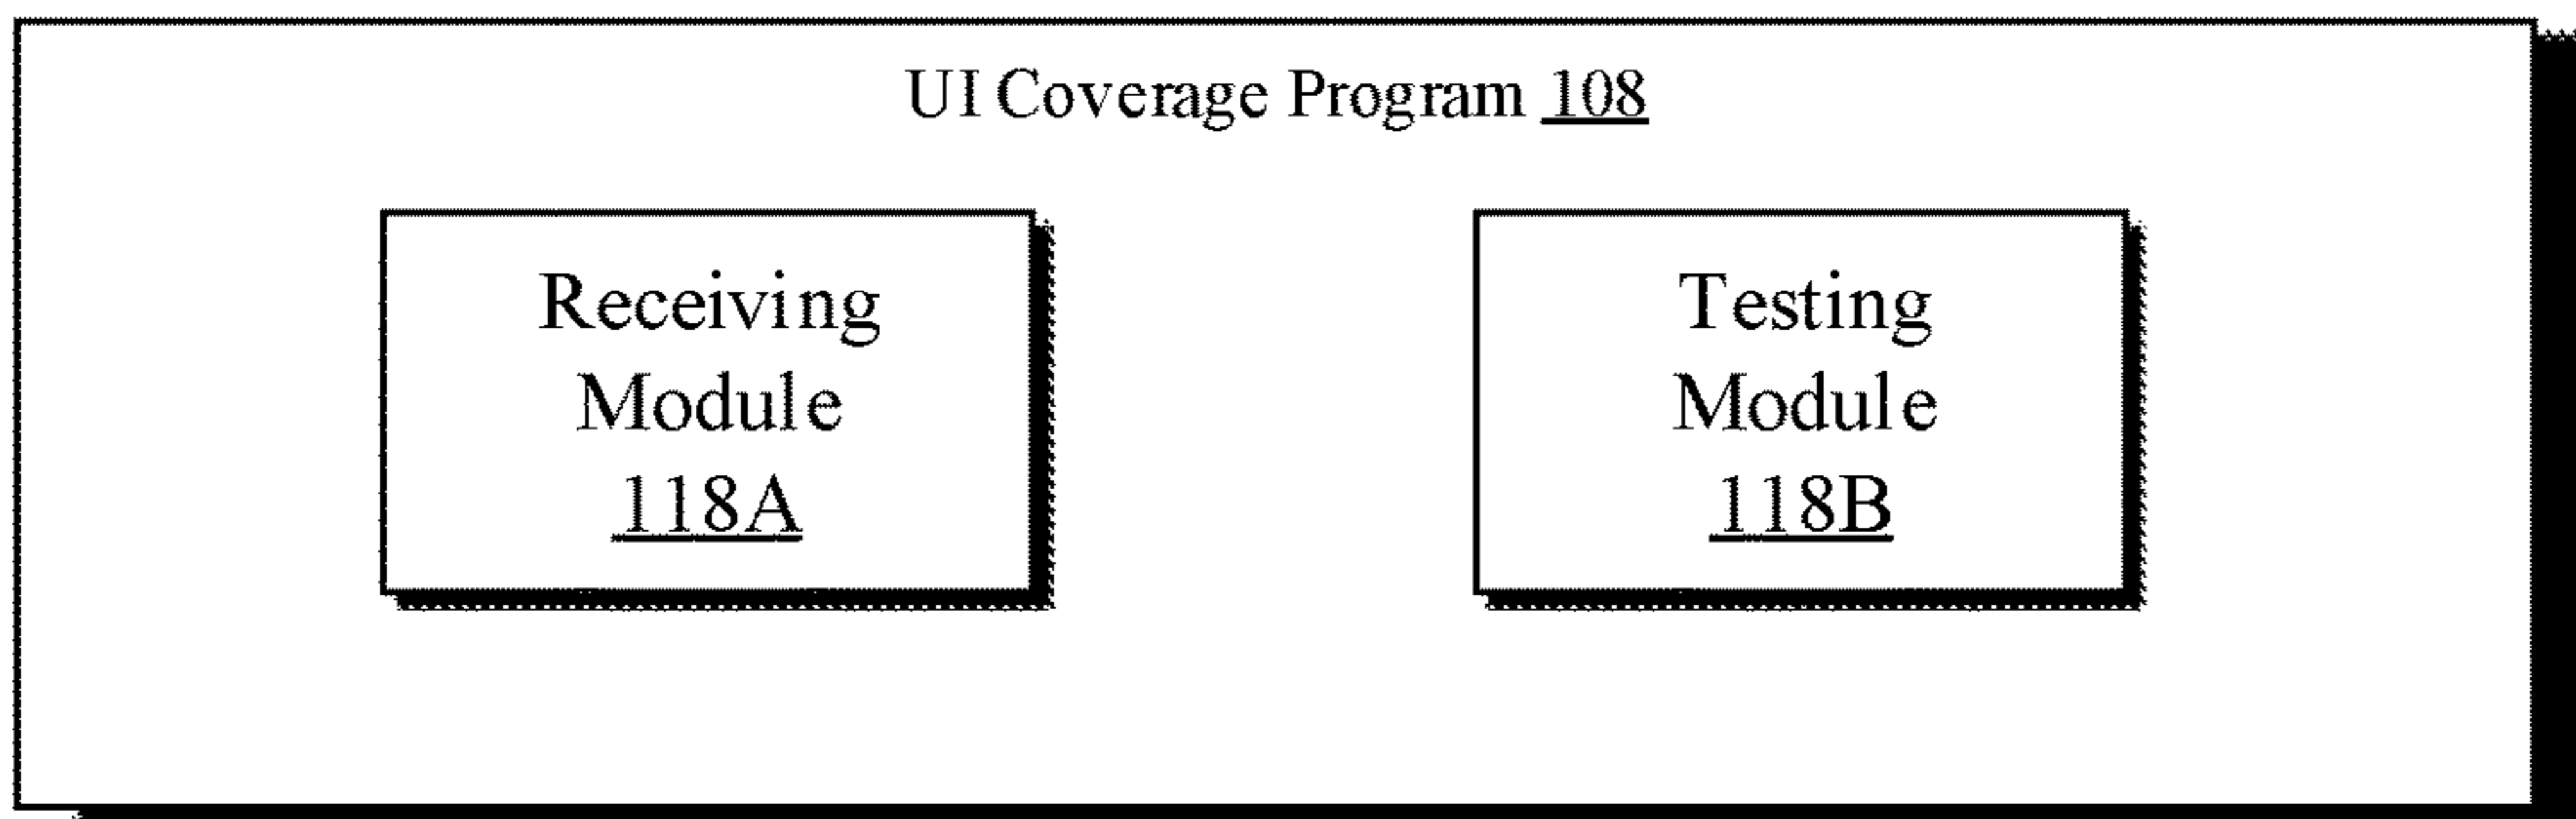 UI Coverage Program 108
Receiving
Module
118A
Testing
Module
118B